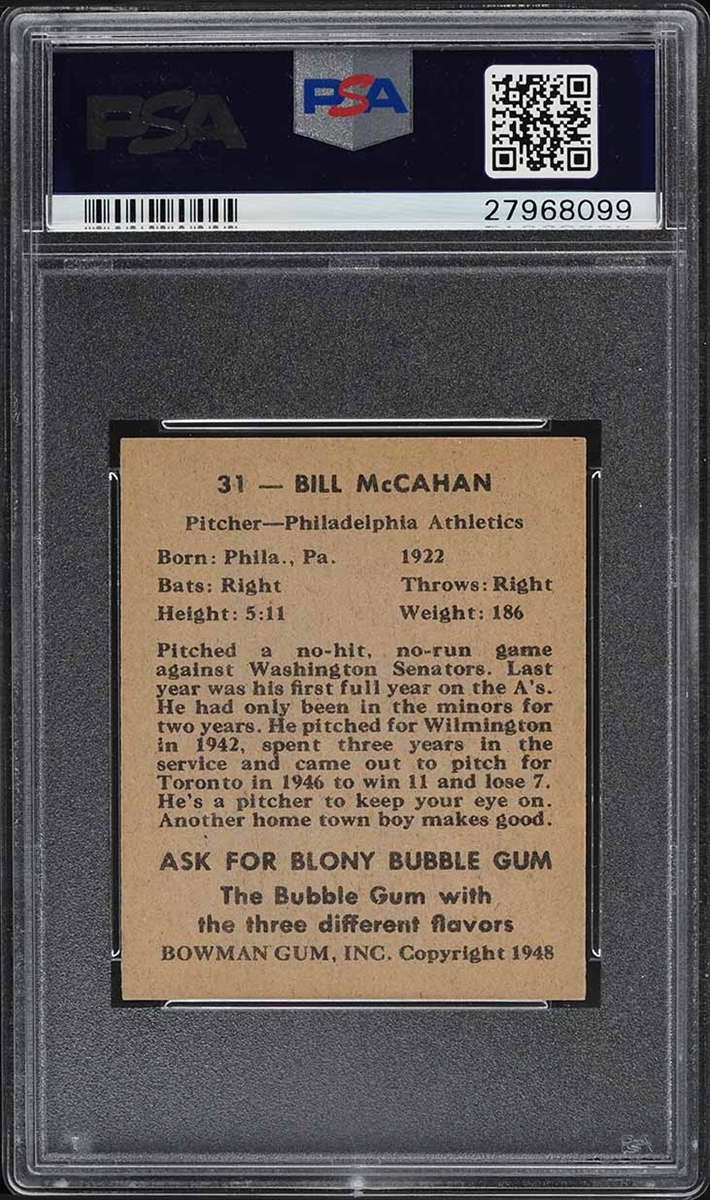 PSA
PSA
27968099
31 — BILL McCAHAN
Pitcher—Philadelphia Athletics
Born: Phila., Pa. 1922
Bats: Right Throws: Right
Height: 5:11 Weight: 186
Pitched a no-hit, no-run game
against Washington Senators. Last
year was his first full year on the A's.
He had only been in the minors for
two years. He pitched for Wilmington
in 1942, spent three years in the
service and came out to pitch for
Toronto in 1946 to win 11 and lose 7.
He's a pitcher to keep your eye on.
Another home town boy makes good.
ASK FOR BLONY BUBBLE GUM
The Bubble Gum with
the three different flavors
BOWMAN GUM, INC. Copyright 1948
PSA